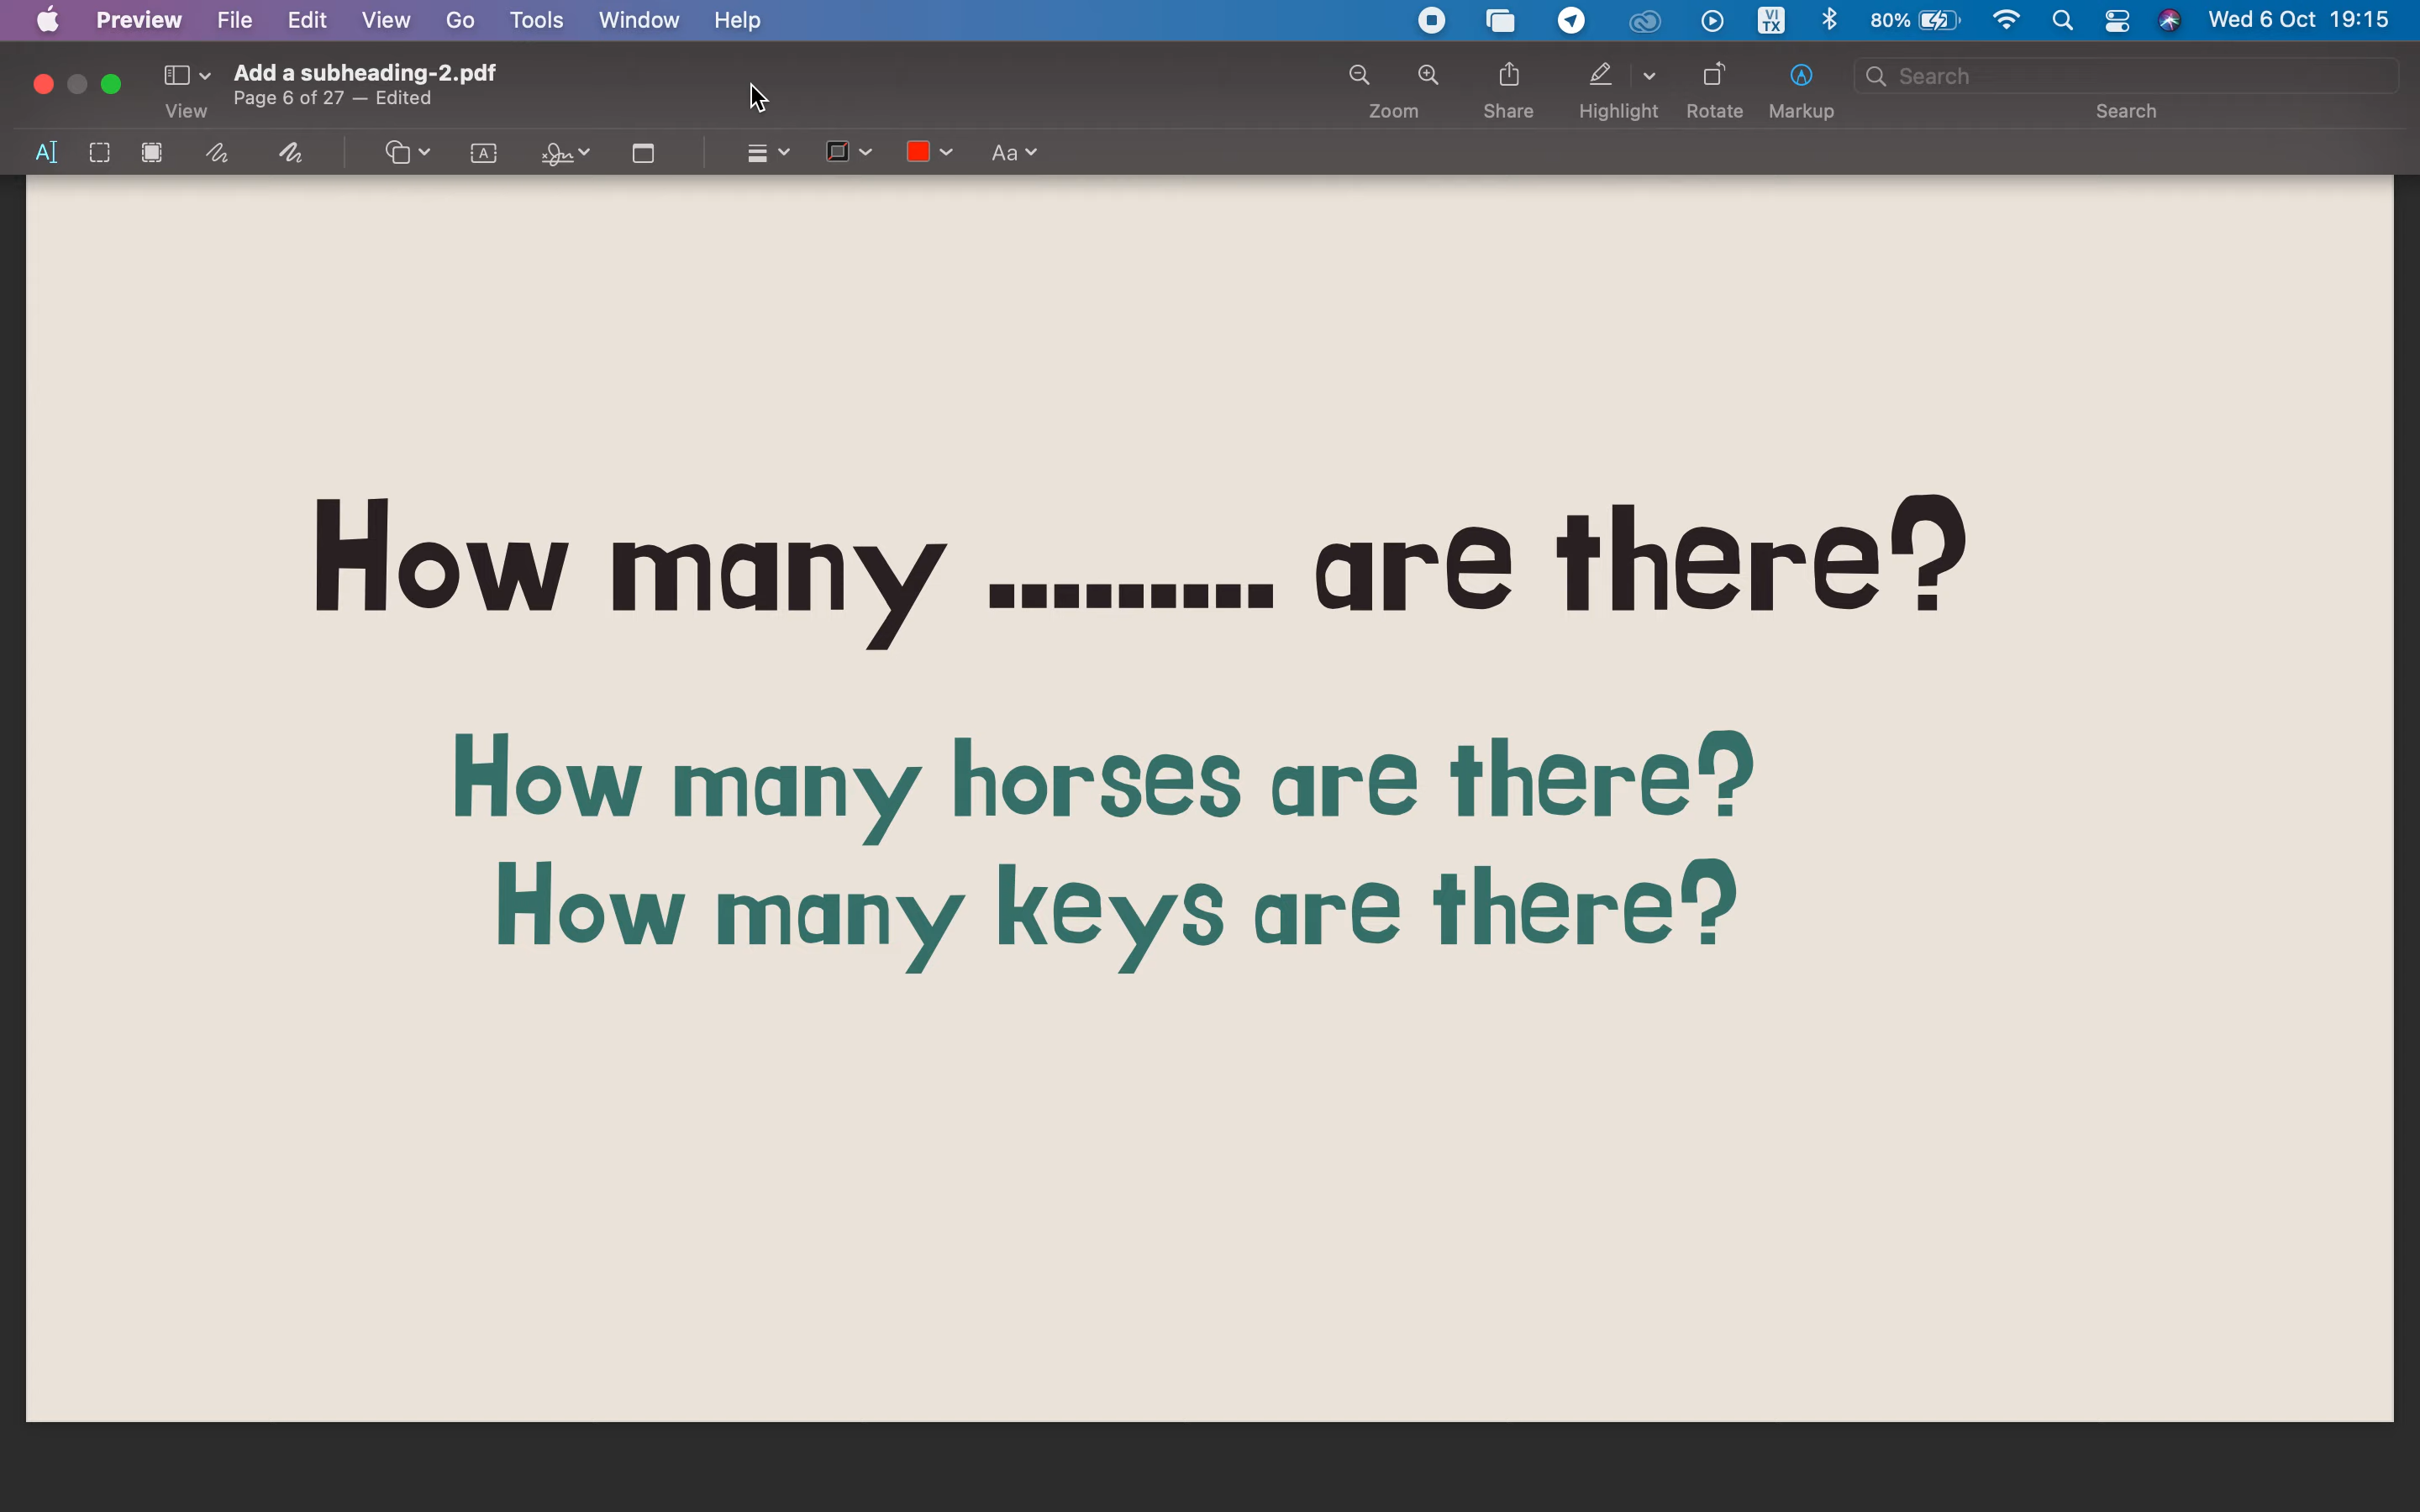 Preview File Edit View Go Tools Window Help VI TX 80% Wed 6 Oct 19:15
Add a subheading-2.pdf
Page 6 of 27 — Edited
Search
View Zoom Share Highlight Rotate Markup Search
A A Aa
How many ......... are there?
How many horses are there?
How many keys are there?